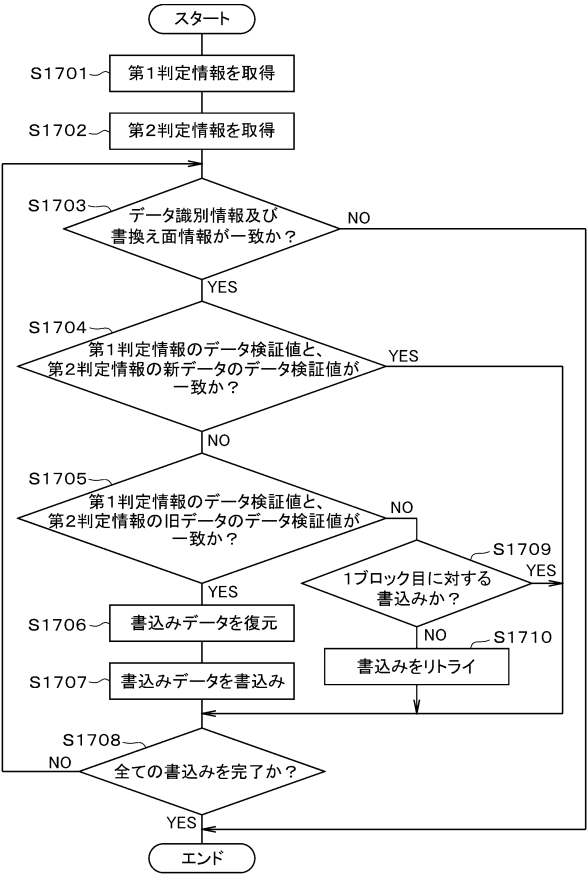 スタート
S1701
第1判定情報を取得
S1702
第2判定情報を取得
S1703
データ識別情報及び
書換え面情報が一致か？
NO
YES
S1704
第1判定情報のデータ検証値と、
第2判定情報の新データのデータ検証値が
一致か？
YES
NO
S1705
第1判定情報のデータ検証値と、
第2判定情報の旧データのデータ検証値が
一致か？
NO
YES
S1709
1ブロック目に対する
書込みか？
YES
NO
S1706
書込みデータを復元
S1710
書込みをリトライ
S1707
書込みデータを書込み
S1708
全ての書込みを完了か？
NO
YES
エンド